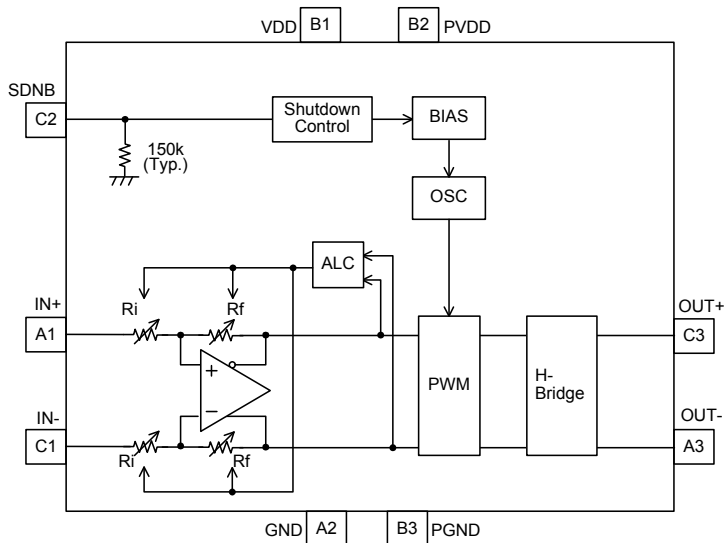 VDD B1 B2 PVDD
SDNB
C2
Shutdown
Control
BIAS
150k
(Typ.)
OSC
ALC
IN+
Ri Rf
OUT+
A1
C3
+
PWM
H-
Bridge
−
IN-
OUT-
C1
A3
Ri Rf
GND A2 B3 PGND